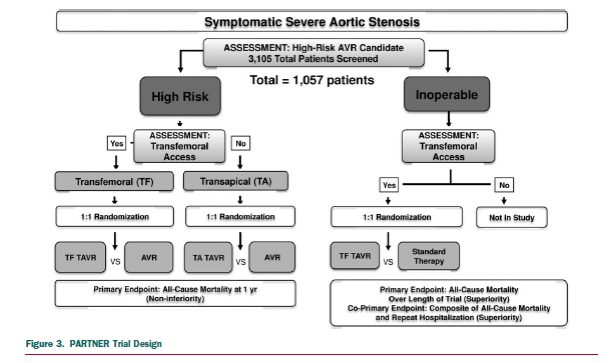 Symptomatic Severe Aortic Stenosis
ASSESSMENT: High-Risk AVR Candidate
3,105 Total Patients Screened
Total = 1,057 patients
High Risk
Inoperable
Yes
ASSESSMENT:
Transfemoral
Access
No
ASSESSMENT:
Transfemoral
Access
Transfemoral (TF)
Transapical (TA)
Yes
No
1:1 Randomization
1:1 Randomization
1:1 Randomization
Not In Study
TF TAVR
VS
AVR
TA TAVR
VS
AVR
TF TAVR
VS
Standard
Therapy
Primary Endpoint: All-Cause Mortality at 1 yr
(Non-inferiority)
Primary Endpoint: All-Cause Mortality
Over Length of Trial (Superiority)
Co-Primary Endpoint: Composite of All-Cause Mortality
and Repeat Hospitalization (Superiority)
Figure 3. PARTNER Trial Design